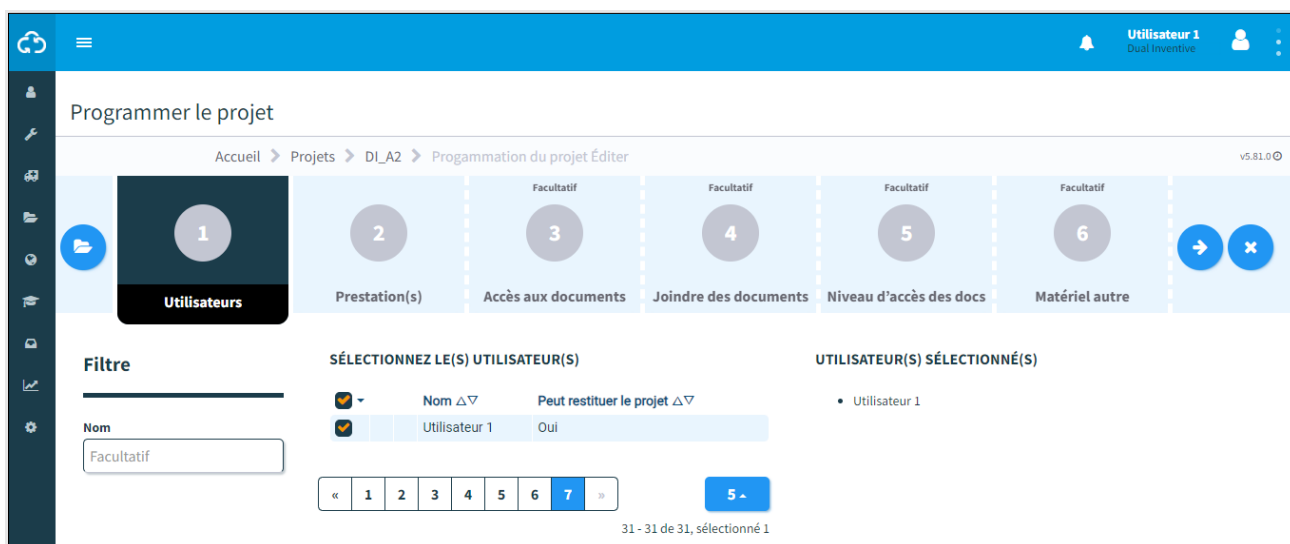 Utilisateur 1
Dual Inventive
Programmer le projet
Accueil Projets DI_A2 Progammation du projet Éditer
v5.81.0
1
Utilisateurs
2
Prestation(s)
Facultatif
3
Accès aux documents
Facultatif
4
Joindre des documents
Facultatif
5
Niveau d'accès des docs
Facultatif
6
Matériel autre
Filtre
Nom
Facultatif
SÉLECTIONNEZ LE(S) UTILISATEUR(S)
Nom △▽ Peut restituer le projet △▽
Utilisateur 1 Oui
« 1 2 3 4 5 6 7 »
5
31 - 31 de 31, sélectionné 1
UTILISATEUR(S) SÉLECTIONNÉ(S)
• Utilisateur 1